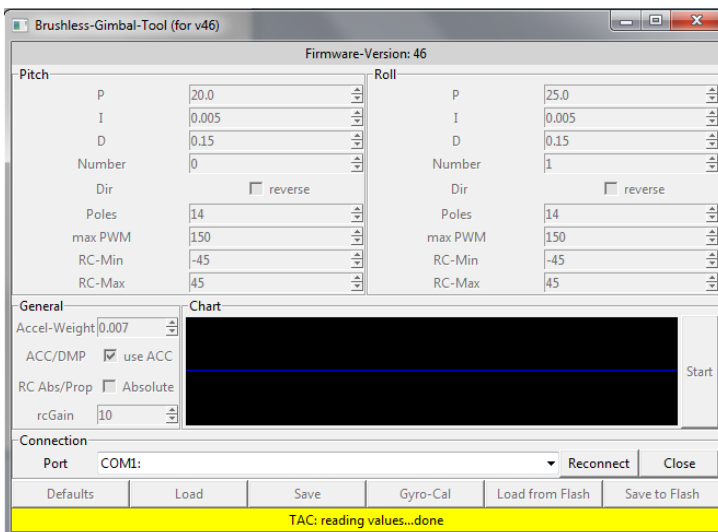 Brushless-Gimbal-Tool (for v46)
Firmware-Version: 46
Pitch Roll
P 20.0 P 25.0
I 0.005 I 0.005
D 0.15 D 0.15
Number 0 Number 1
Dir reverse Dir reverse
Poles 14 Poles 14
max PWM 150 max PWM 150
RC-Min -45 RC-Min -45
RC-Max 45 RC-Max 45
General Chart
Accel-Weight 0.007
ACC/DMP use ACC
Start
RC Abs/Prop Absolute
rcGain 10
Connection
Port COM1: Reconnect Close
Defaults Load Save Gyro-Cal Load from Flash Save to Flash
TAC: reading values...done